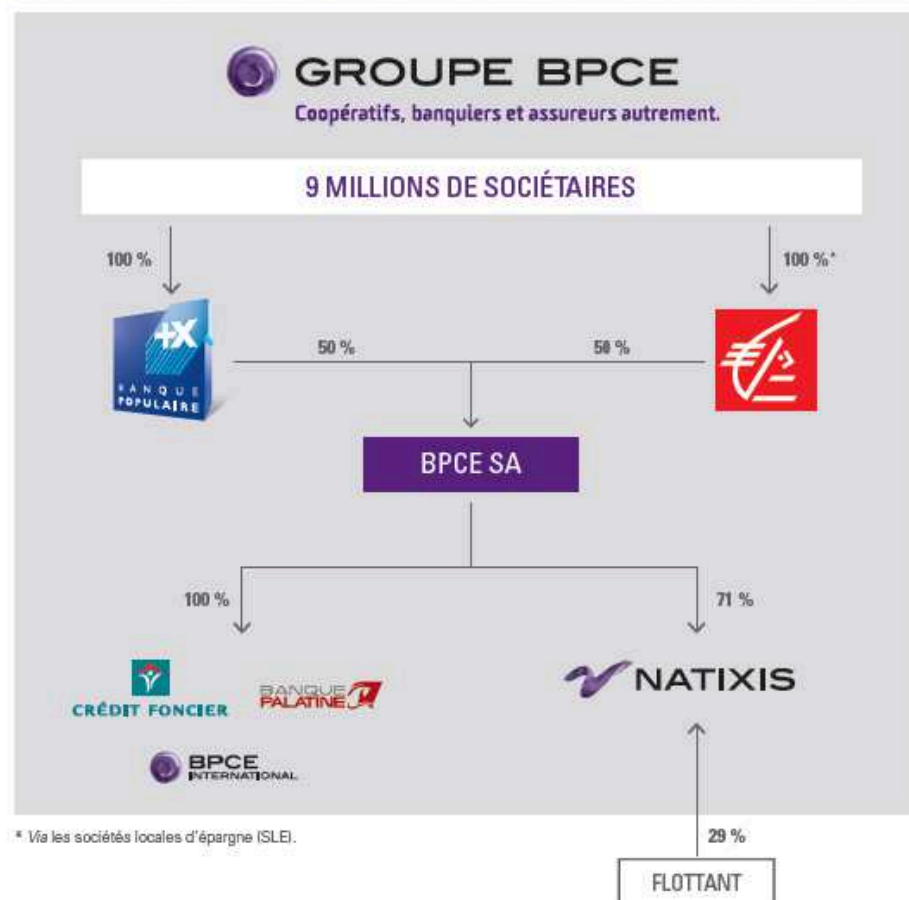 GROUPE BPCE
Coopératifs, banquiers et assureurs autrement.
9 MILLIONS DE SOCIÉTAIRES
100 %
100 %*
+X
BANQUE
POPULAIRE
50 %
50 %
BPCE SA
100 %
71 %
CRÉDIT FONCIER
BANQUE
PALATINE
NATIXIS
BPCE
INTERNATIONAL
* Via les sociétés locales d'épargne (SLE).
29 %
FLOTTANT